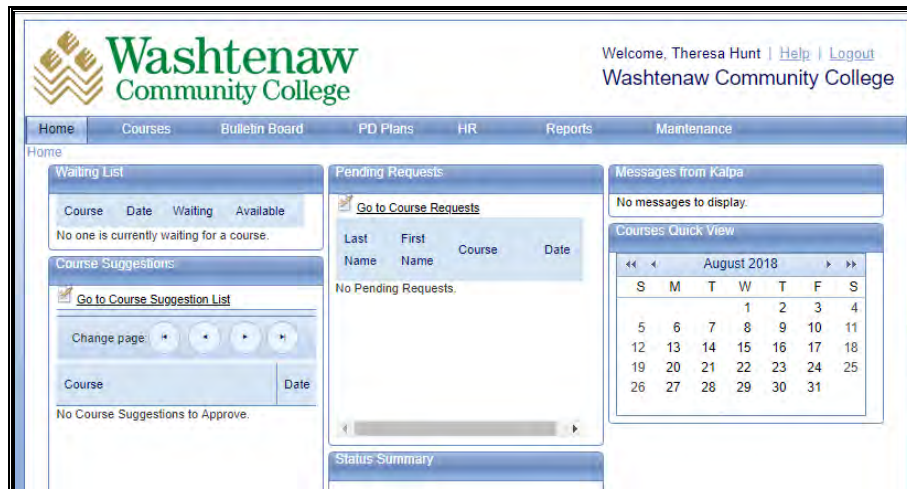 Washtenaw
Community College
Welcome, Theresa Hunt | Help | Logout
Washtenaw Community College
Home Courses Bulletin Board PD Plans HR Reports Maintenance
Home
Waiting List
Course Date Waiting Available
No one is currently waiting for a course.
Course Suggestions
Go to Course Suggestion List
Change page:
Course Date
No Course Suggestions to Approve.
Pending Requests
Go to Course Requests
Last Name First Name Course Date
No Pending Requests.
Status Summary
Messages from Kalpa
No messages to display.
Courses Quick View
August 2018
S M T W T F S
1 2 3 4
5 6 7 8 9 10 11
12 13 14 15 16 17 18
19 20 21 22 23 24 25
26 27 28 29 30 31